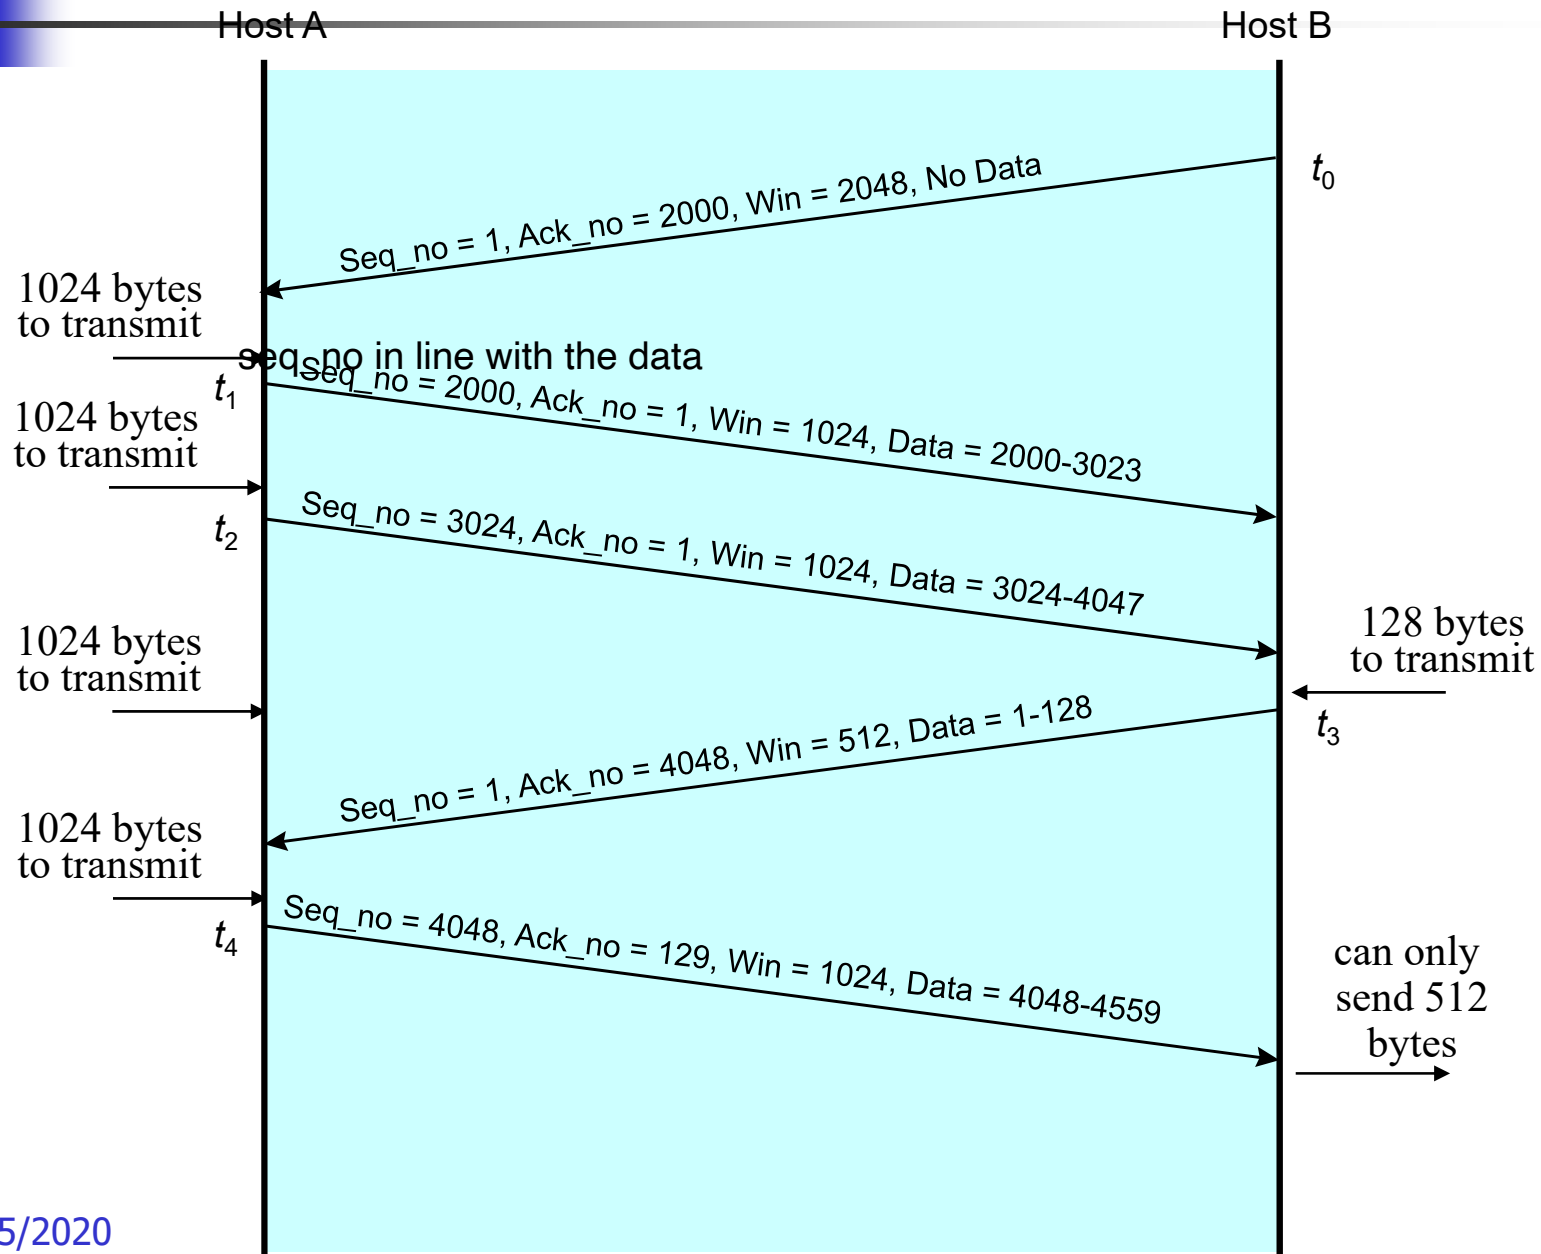 Host A
Host B
t0
Seq_no = 1, Ack_no = 2000, Win = 2048, No Data
1024 bytes
to transmit
seq_no in line with the data
t1
Seq_no = 2000, Ack_no = 1, Win = 1024, Data = 2000-3023
1024 bytes
to transmit
t2
Seq_no = 3024, Ack_no = 1, Win = 1024, Data = 3024-4047
128 bytes
to transmit
1024 bytes
to transmit
t3
Seq_no = 1, Ack_no = 4048, Win = 512, Data = 1-128
1024 bytes
to transmit
t4
Seq_no = 4048, Ack_no = 129, Win = 1024, Data = 4048-4559
can only
send 512
bytes
5/2020